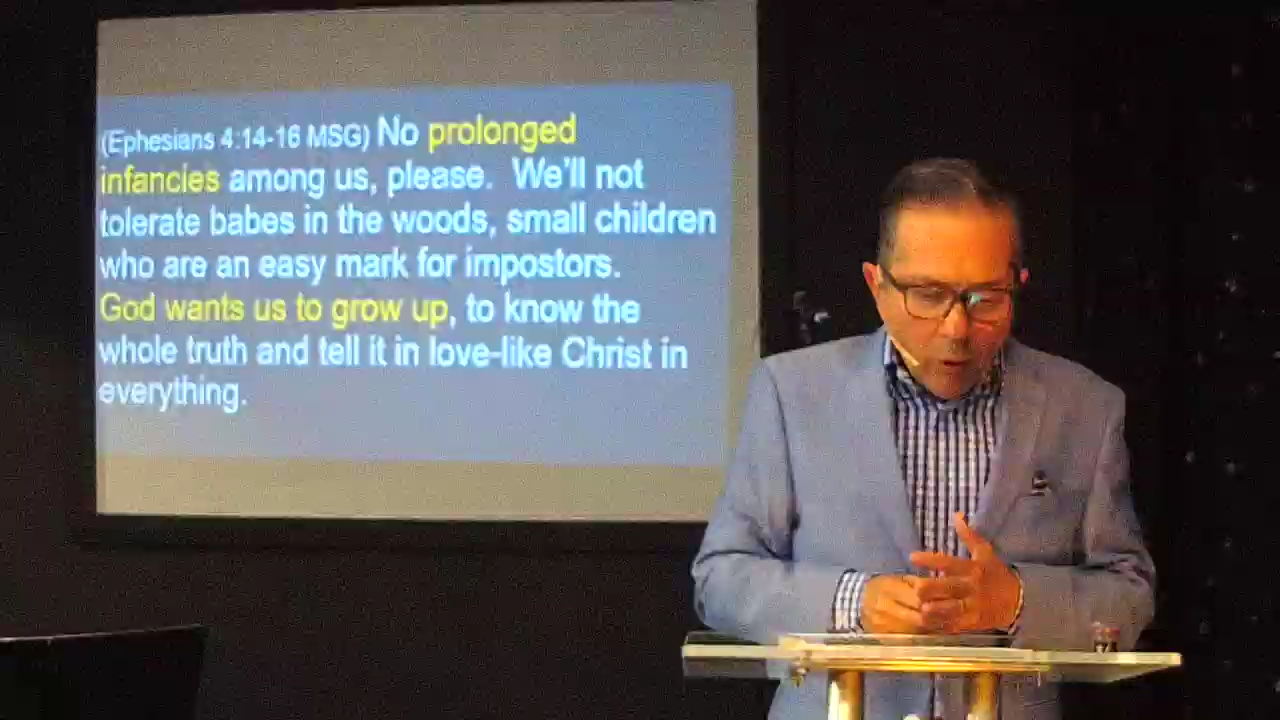 (Ephesians 4:14-16 MSG) No prolonged
infancies among us, please. We'll not
tolerate babes in the woods, small children
who are an easy mark for impostors.
God wants us to grow up, to know the
whole truth and tell it in love-like Christ in
everything.